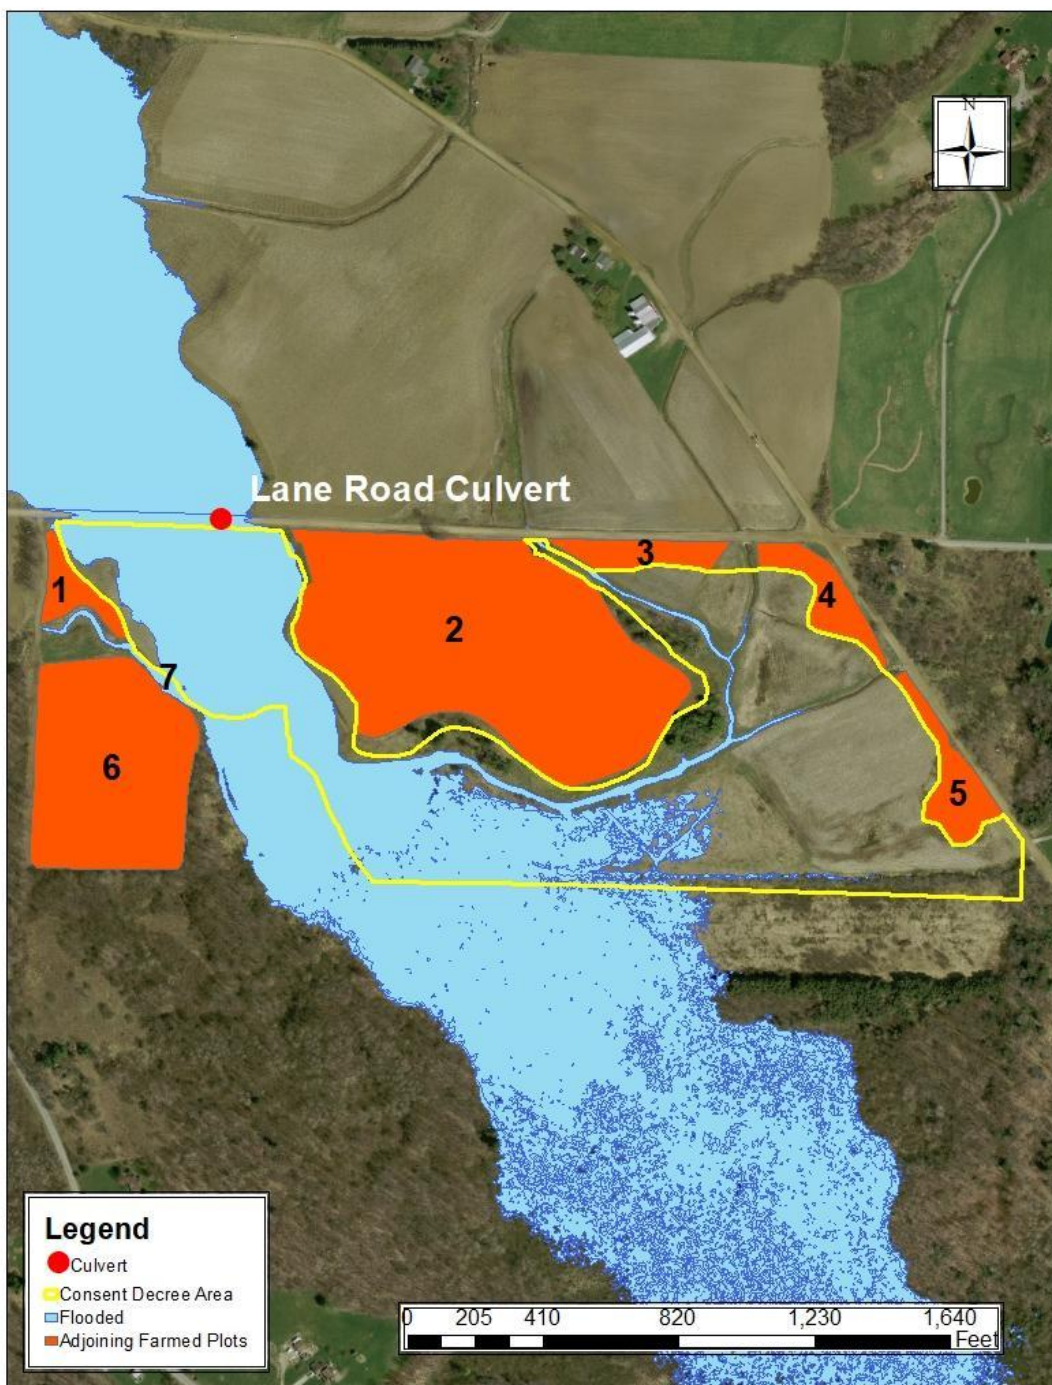 N
Lane Road Culvert
1
2
3
4
5
6
7
Legend
Culvert
Consent Decree Area
Flooded
Adjoining Farmed Plots
0 205 410 820 1,230 1,640
Feet